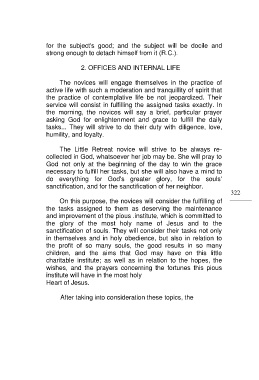 for the subject's good; and the subject will be docile and
strong enough to detach himself from it (R.C.).
2. OFFICES AND INTERNAL LIFE
The novices will engage themselves in the practice of
active life with such a moderation and tranquillity of spirit that
the practice of contemplative life be not jeopardized. Their
service will consist in fulfilling the assigned tasks exactly. In
the morning, the novices will say a brief, particular prayer
asking God for enlightenment and grace to fulfill the daily
tasks... They will strive to do their duty with diligence, love,
humility, and loyalty.
The Little Retreat novice will strive to be always re-
collected in God, whatsoever her job may be. She will pray to
God not only at the beginning of the day to win the grace
necessary to fulfill her tasks, but she will also have a mind to
do everything for God's greater glory, for the souls'
sanctification, and for the sanctification of her neighbor.
322
On this purpose, the novices will consider the fulfilling of
the tasks assigned to them as deserving the maintenance
and improvement of the pious .institute, which is committed to
the glory of the most holy name of Jesus and to the
sanctification of souls. They will consider their tasks not only
in themselves and in holy obedience, but also in relation to
the profit of so many souls, the good results in so many
children, and the aims that God may have on this little
charitable institute; as well as in relation to the hopes, the
wishes, and the prayers concerning the fortunes this pious
institute will have in the most holy
Heart of Jesus.
After taking into consideration these topics, the